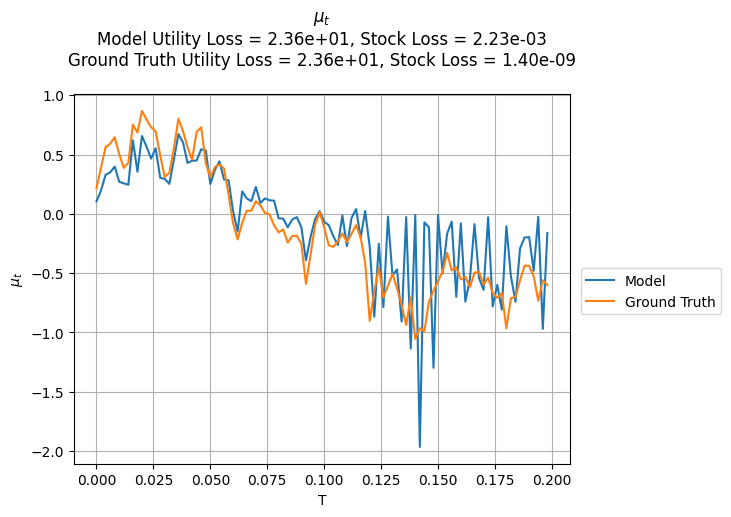 μt
Model Utility Loss = 2.36e+01, Stock Loss = 2.23e-03
Ground Truth Utility Loss = 2.36e+01, Stock Loss = 1.40e-09
1.0
0.5
0.0
−0.5
−1.0
−1.5
−2.0
μt
0.000 0.025 0.050 0.075 0.100 0.125 0.150 0.175 0.200
T
Model
Ground Truth